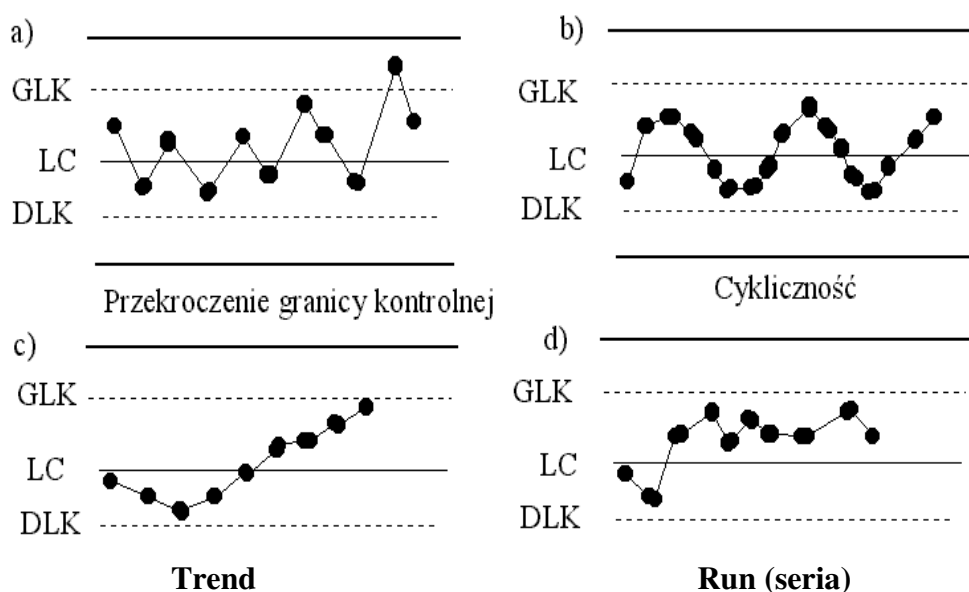 a)
GLK
LC
DLK
Przekroczenie granicy kontrolnej
b)
GLK
LC
DLK
Cykliczność
c)
GLK
LC
DLK
Trend
d)
GLK
LC
DLK
Run (seria)